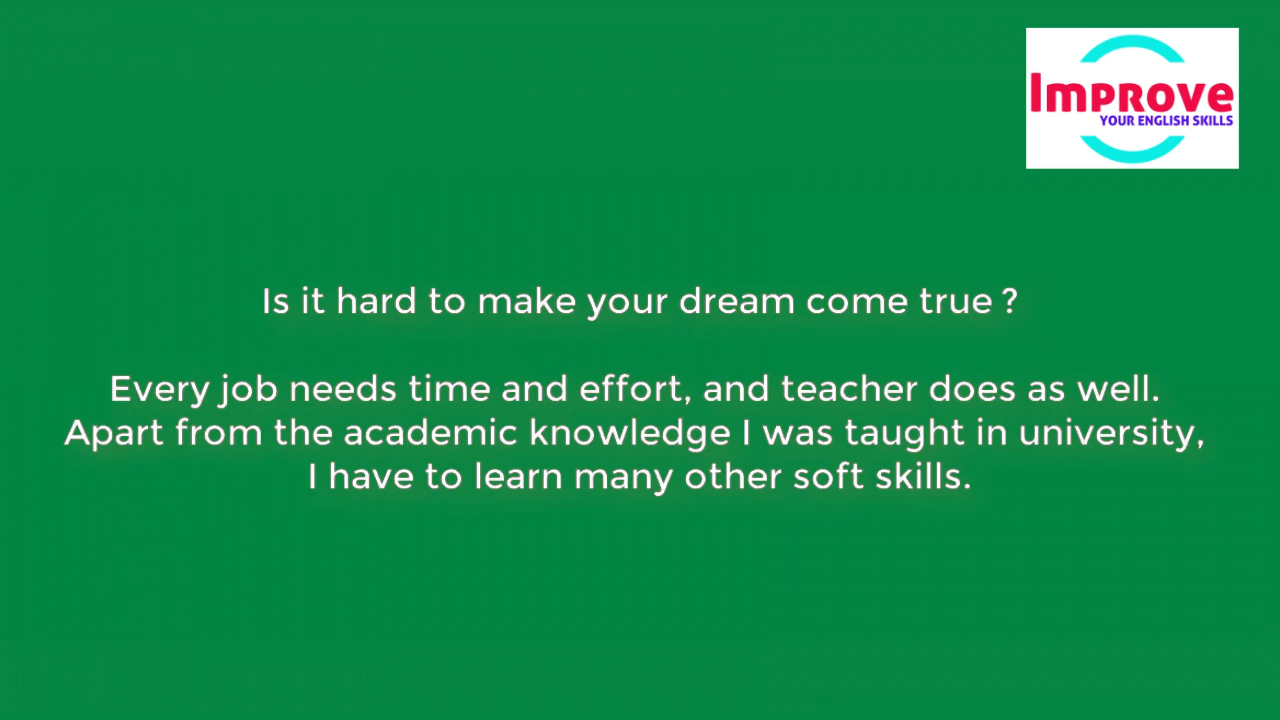 Improve
YOUR ENGLISH SKILLS
Is it hard to make your dream come true ?
Every job needs time and effort, and teacher does as well.
Apart from the academic knowledge I was taught in university,
I have to learn many other soft skills.